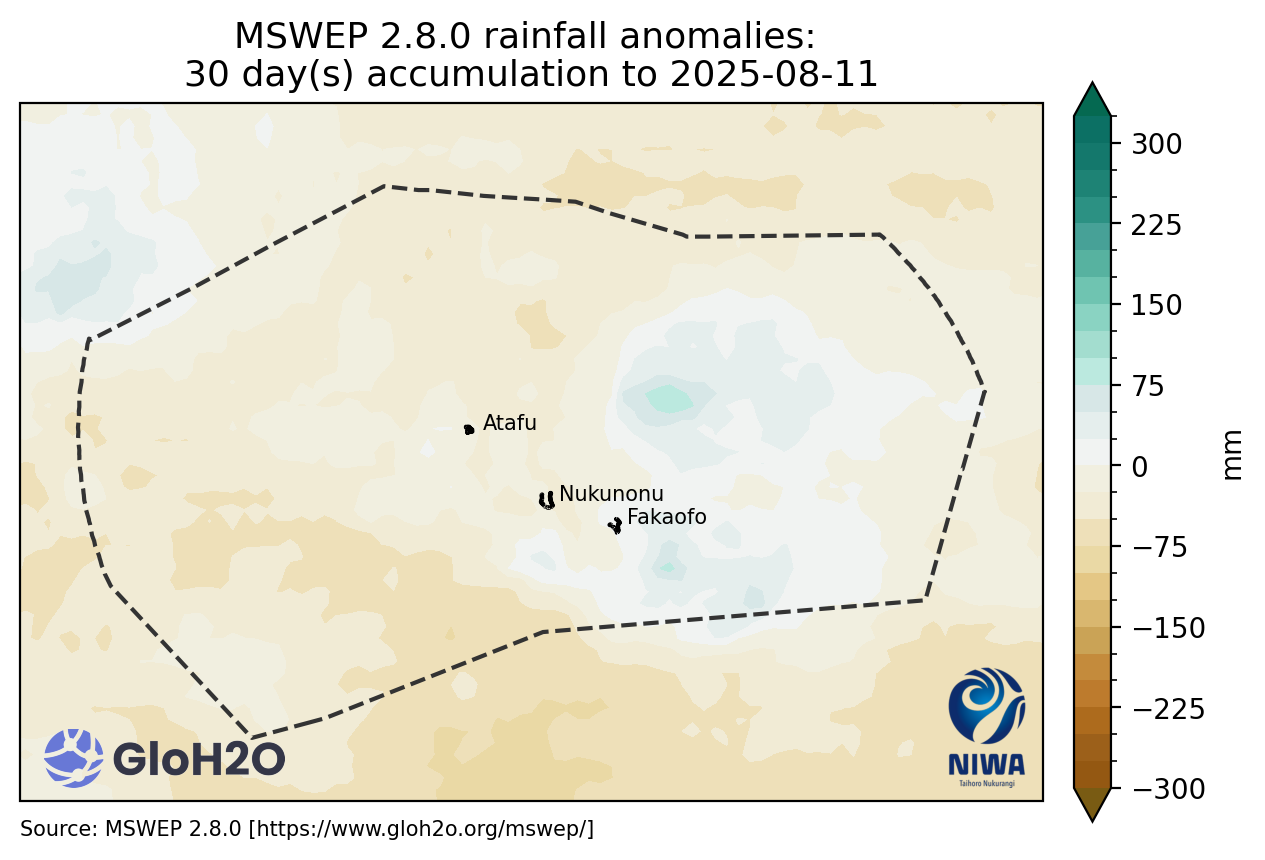 MSWEP 2.8.0 rainfall anomalies:
30 day(s) accumulation to 2025-08-11
300
225
150
75
0
−75
−150
−225
−300
mm
Atafu
Nukunonu
Fakaofo
GloH2O
NIWA
Taihoro Nukurangi
Source: MSWEP 2.8.0 [https://www.gloh2o.org/mswep/]